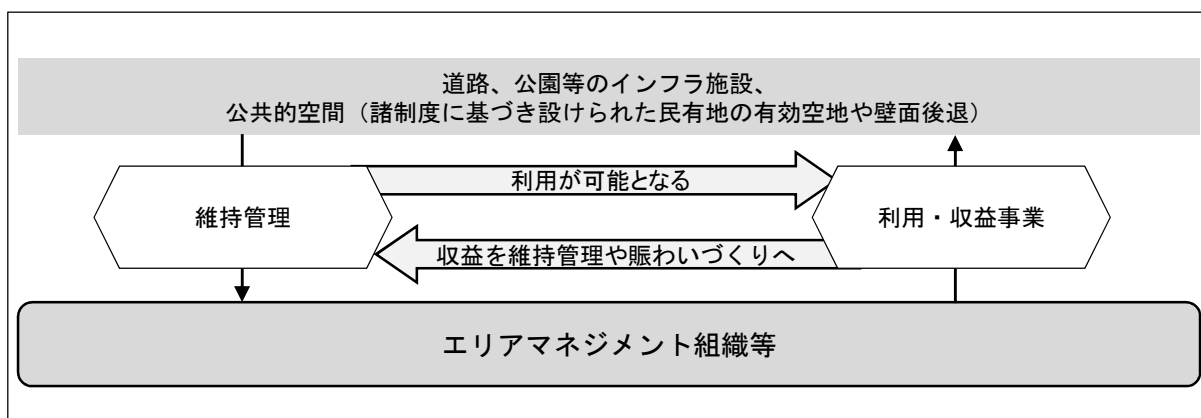 道路、公園等のインフラ施設、
公共的空間（諸制度に基づき設けられた民有地の有効空地や壁面後退）
利用が可能となる
維持管理
利用・収益事業
収益を維持管理や賑わいづくりへ
エリアマネジメント組織等